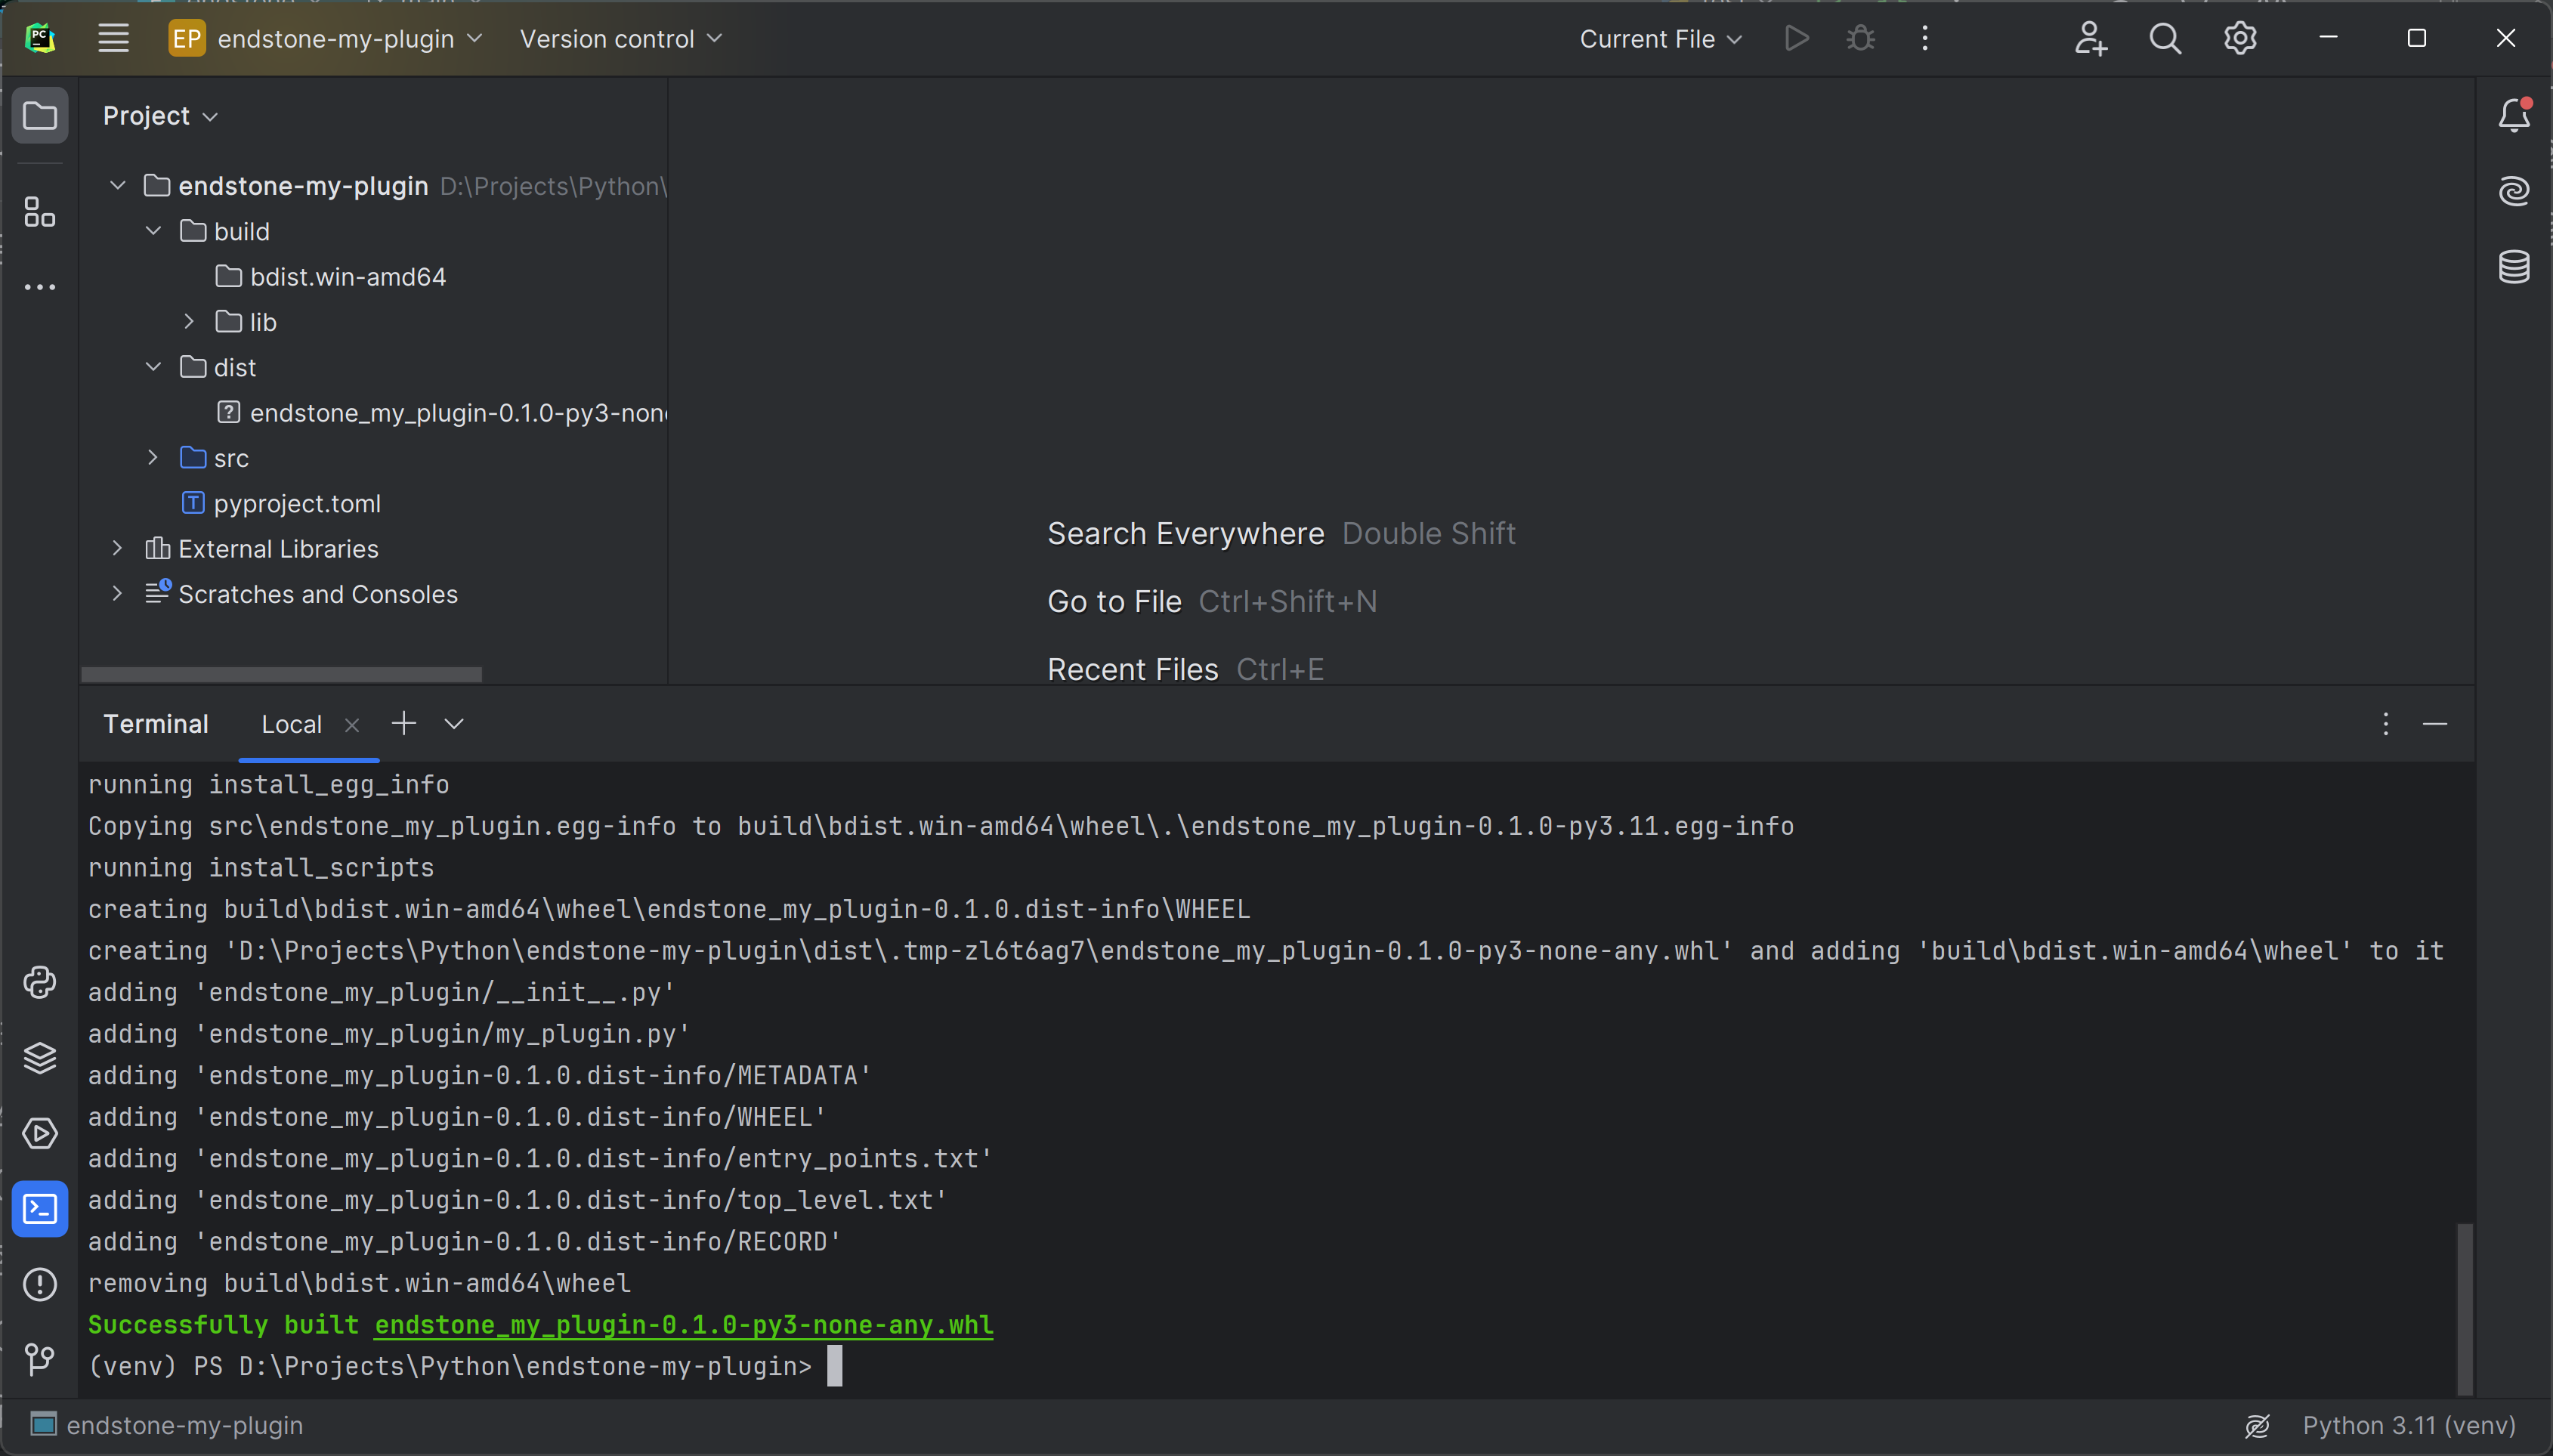 PC
EP endstone-my-plugin Version control Current File
Project
endstone-my-plugin D:\Projects\Python\
build
bdist.win-amd64
lib
dist
endstone_my_plugin-0.1.0-py3-none
src
pyproject.toml
External Libraries
Scratches and Consoles
Search Everywhere Double Shift
Go to File Ctrl+Shift+N
Recent Files Ctrl+E
Terminal Local
running install_egg_info
Copying src\endstone_my_plugin.egg-info to build\bdist.win-amd64\wheel\.\endstone_my_plugin-0.1.0-py3.11.egg-info
running install_scripts
creating build\bdist.win-amd64\wheel\endstone_my_plugin-0.1.0.dist-info\WHEEL
creating 'D:\Projects\Python\endstone-my-plugin\dist\.tmp-zl6t6ag7\endstone_my_plugin-0.1.0-py3-none-any.whl' and adding 'build\bdist.win-amd64\wheel' to it
adding 'endstone_my_plugin/__init__.py'
adding 'endstone_my_plugin/my_plugin.py'
adding 'endstone_my_plugin-0.1.0.dist-info/METADATA'
adding 'endstone_my_plugin-0.1.0.dist-info/WHEEL'
adding 'endstone_my_plugin-0.1.0.dist-info/entry_points.txt'
adding 'endstone_my_plugin-0.1.0.dist-info/top_level.txt'
adding 'endstone_my_plugin-0.1.0.dist-info/RECORD'
removing build\bdist.win-amd64\wheel
Successfully built endstone_my_plugin-0.1.0-py3-none-any.whl
(venv) PS D:\Projects\Python\endstone-my-plugin>
endstone-my-plugin Python 3.11 (venv)